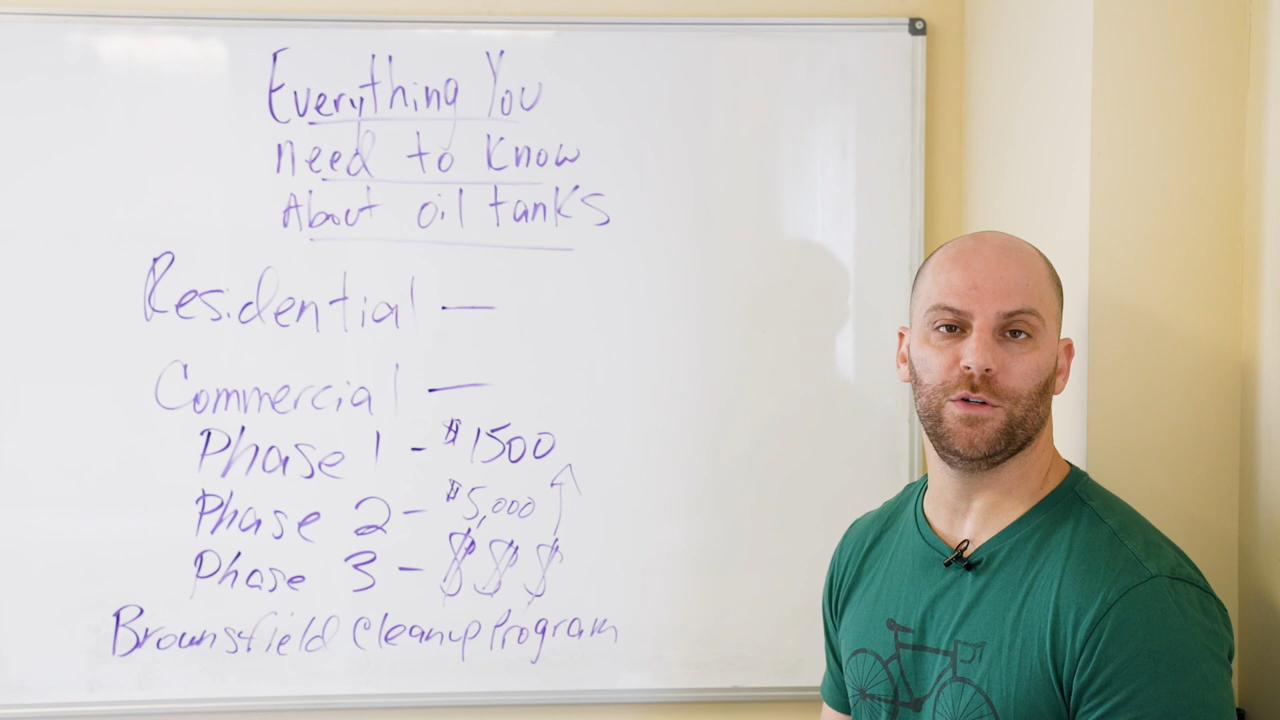 Everything You
need to Know
About oil tanks
Residential —
Commercial —
Phase 1 - $1500
Phase 2 - $5,000
Phase 3 - $$$
Brownsfield Cleanup Program